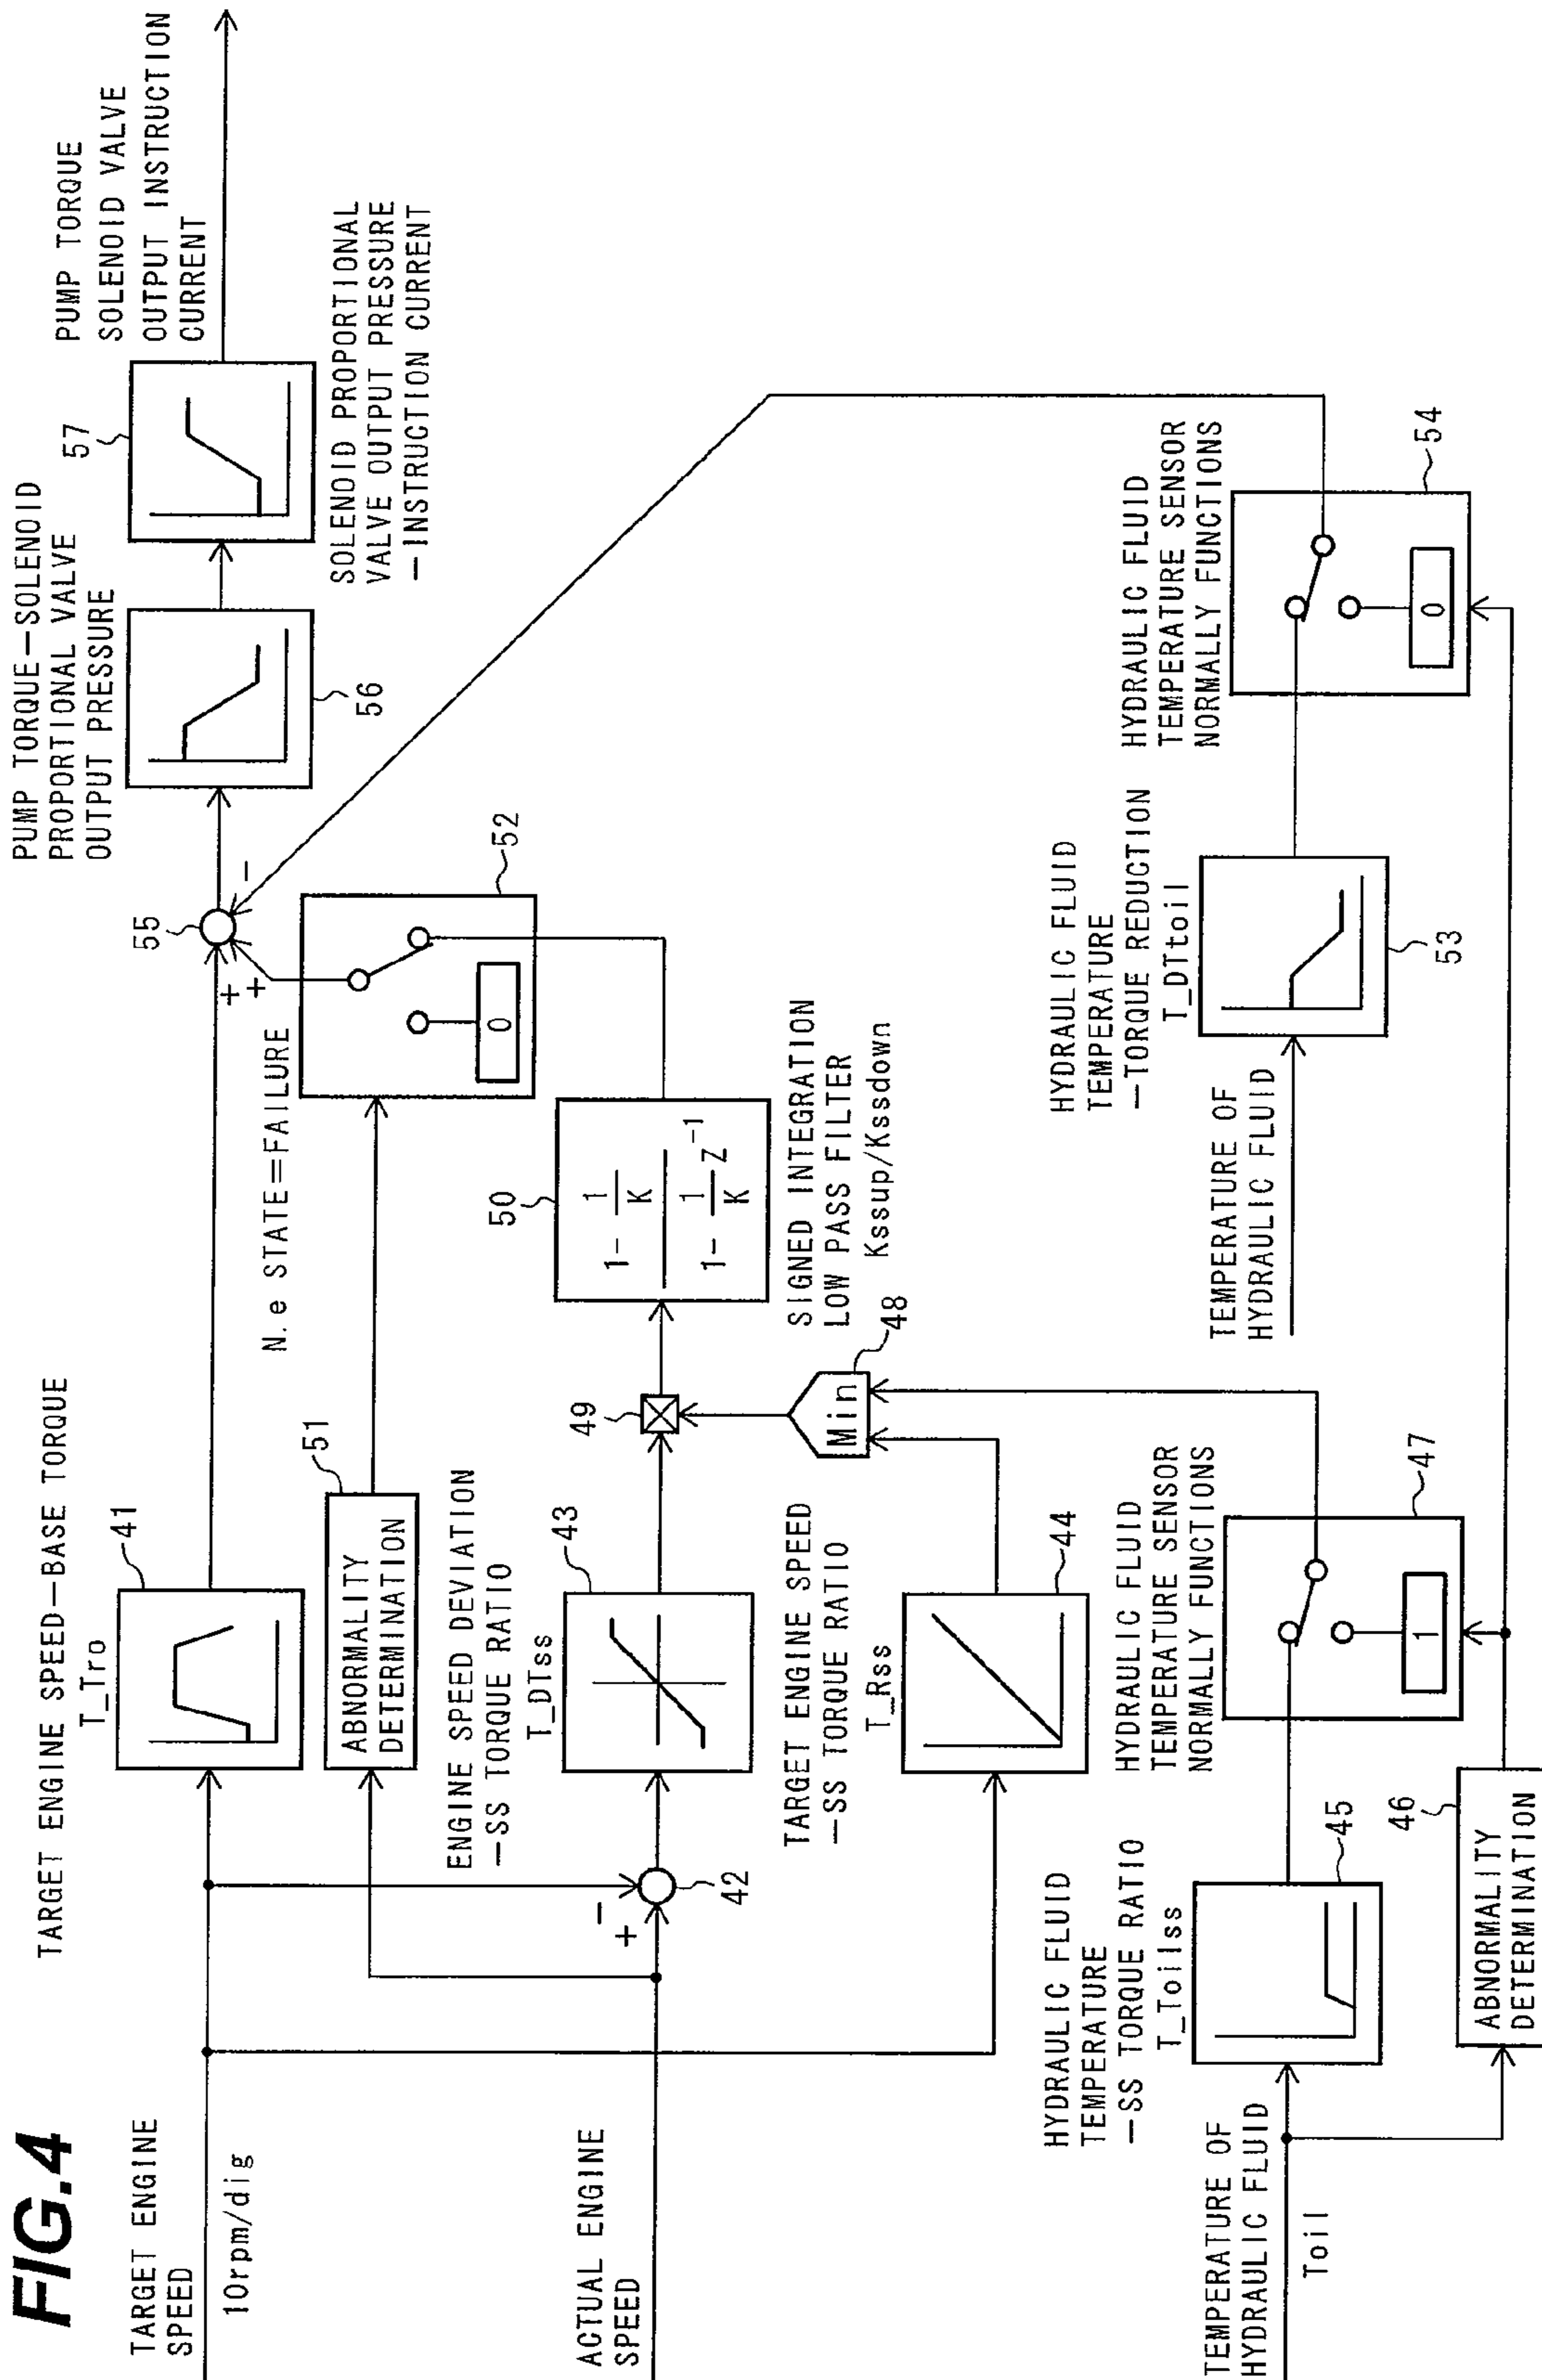 FIG.4
TARGET ENGINE
SPEED
10rpm/dig
TARGET ENGINE SPEED—BASE TORQUE
T_Tro
41
ABNORMALITY
DETERMINATION
51
N.e STATE=FAILURE
ACTUAL ENGINE
SPEED
+
−
42
ENGINE SPEED DEVIATION
—SS TORQUE RATIO
T_DTss
43
49
TARGET ENGINE SPEED
—SS TORQUE RATIO
T_Rss
44
Min
48
50
1- 1/K
1- 1/K Z-1
SIGNED INTEGRATION
LOW PASS FILTER
Kssup/Kssdown
0
52
+
+
−
55
PUMP TORQUE—SOLENOID
PROPORTIONAL VALVE
OUTPUT PRESSURE
56
57
SOLENOID PROPORTIONAL
VALVE OUTPUT PRESSURE
—INSTRUCTION CURRENT
PUMP TORQUE
SOLENOID VALVE
OUTPUT INSTRUCTION
CURRENT
TEMPERATURE OF
HYDRAULIC FLUID
Toil
HYDRAULIC FLUID
TEMPERATURE
—SS TORQUE RATIO
T_Toilss
45
46
ABNORMALITY
DETERMINATION
HYDRAULIC FLUID
TEMPERATURE SENSOR
NORMALLY FUNCTIONS
47
1
TEMPERATURE OF
HYDRAULIC FLUID
HYDRAULIC FLUID
TEMPERATURE
—TORQUE REDUCTION
T_DToil
53
HYDRAULIC FLUID
TEMPERATURE SENSOR
NORMALLY FUNCTIONS
54
0